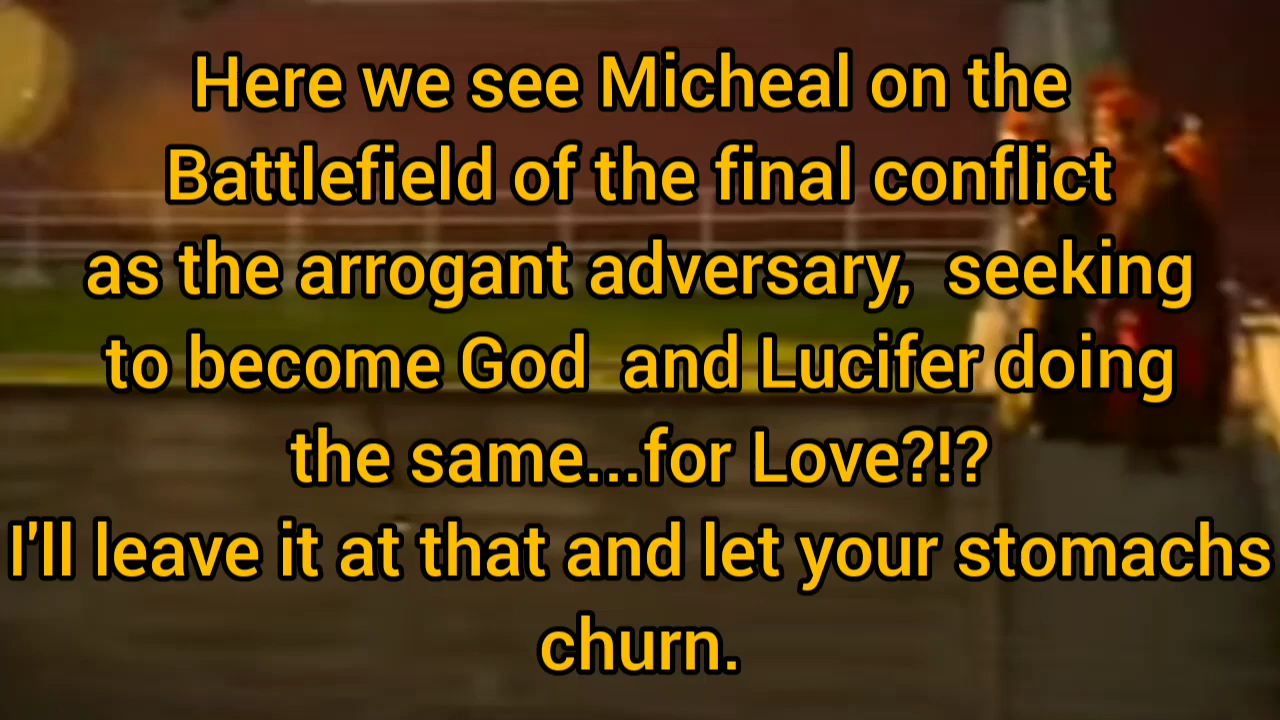 Here we see Micheal on the
Battlefield of the final conflict
as the arrogant adversary,  seeking
to become God  and Lucifer doing
the same...for Love?!?
I'll leave it at that and let your stomachs
churn.